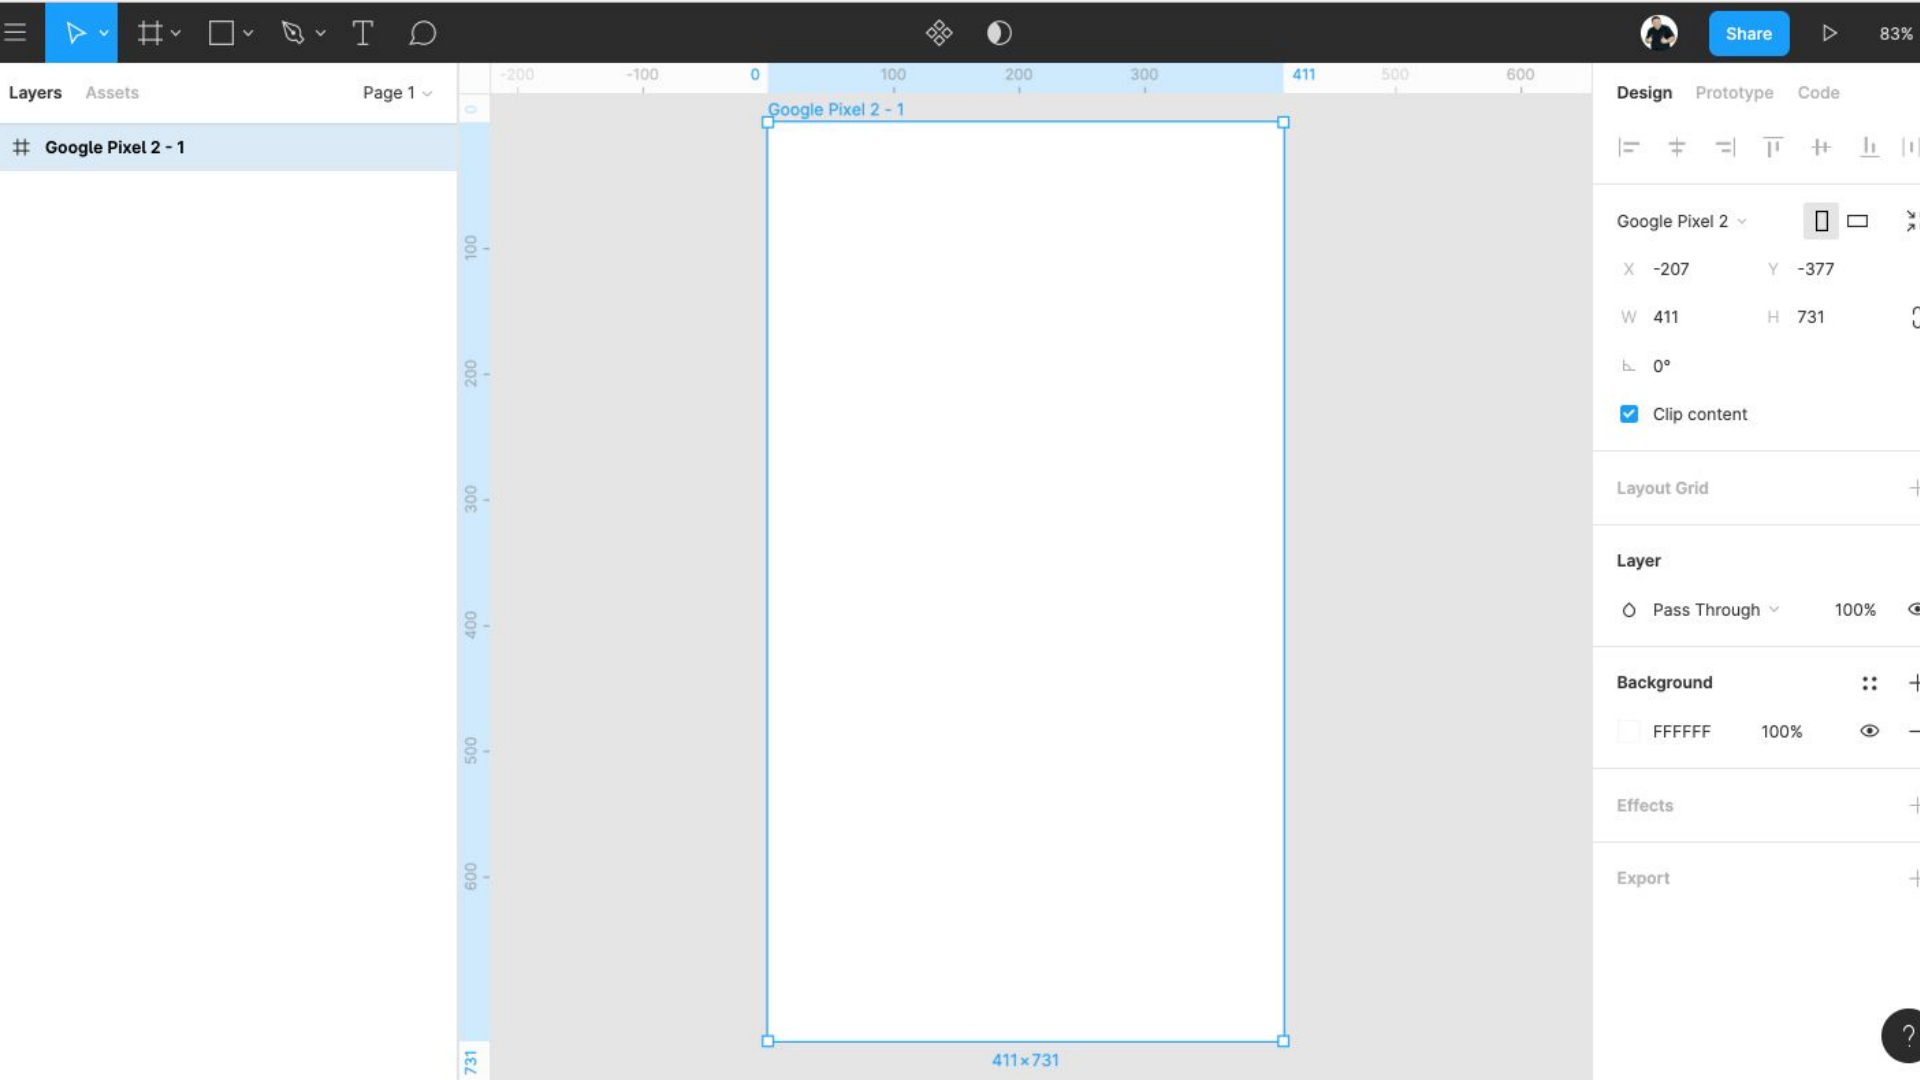 Share
83%
Layers Assets Page 1
-200 -100 0 100 200 300 411 500 600
Design Prototype Code
Google Pixel 2 - 1
0
Google Pixel 2 - 1
Google Pixel 2
100
X -207 Y -377
W 411 H 731
200
0°
Clip content
300
Layout Grid
Layer
400
Pass Through 100%
Background
500
FFFFFF 100%
Effects
600
Export
731
411×731
?